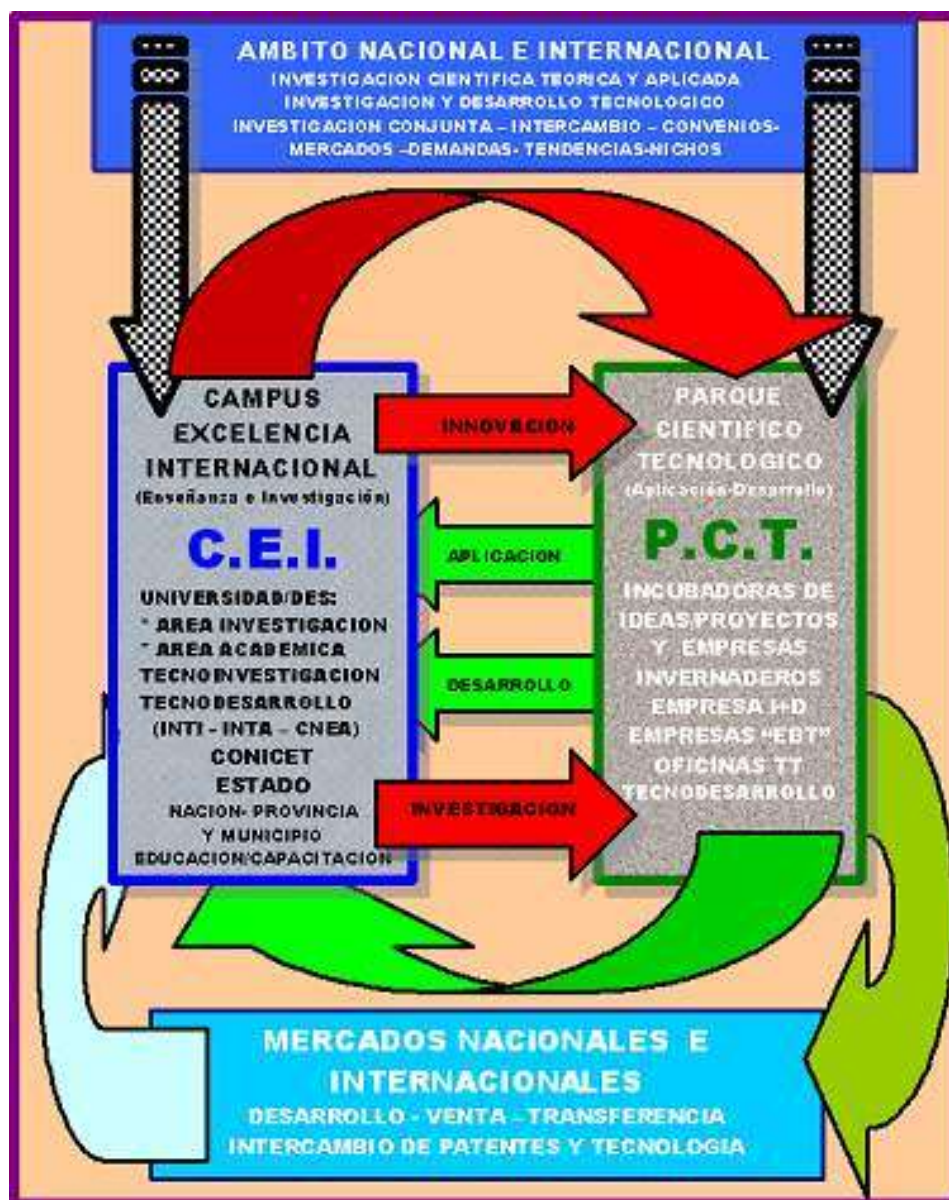 AMBITO NACIONAL E INTERNACIONAL
INVESTIGACION CIENTIFICA TEORICA Y APLICADA
INVESTIGACION Y DESARROLLO TECNOLOGICO
INVESTIGACION CONJUNTA – INTERCAMBIO – CONVENIOS-
MERCADOS –DEMANDAS- TENDENCIAS-NICHOS
CAMPUS
EXCELENCIA
INTERNACIONAL
(Enseñanza e Investigación)
C.E.I.
UNIVERSIDAD/DES:
* AREA INVESTIGACION
* AREA ACADEMICA
TECNOINVESTIGACION
TECNODESARROLLO
(INTI - INTA – CNEA)
CONICET
ESTADO
NACION- PROVINCIA
Y MUNICIPIO
EDUCACION/CAPACITACION
INNOVACION
APLICACION
DESARROLLO
INVESTIGACION
PARQUE
CIENTIFICO
TECNOLOGICO
(Aplicación-Desarrollo)
P.C.T.
INCUBADORAS DE
IDEAS/PROYECTOS
Y EMPRESAS
INVERNADEROS
EMPRESA I+D
EMPRESAS “EBT”
OFICINAS TT
TECNODESARROLLO
MERCADOS NACIONALES E
INTERNACIONALES
DESARROLLO - VENTA – TRANSFERENCIA
INTERCAMBIO DE PATENTES Y TECNOLOGIA